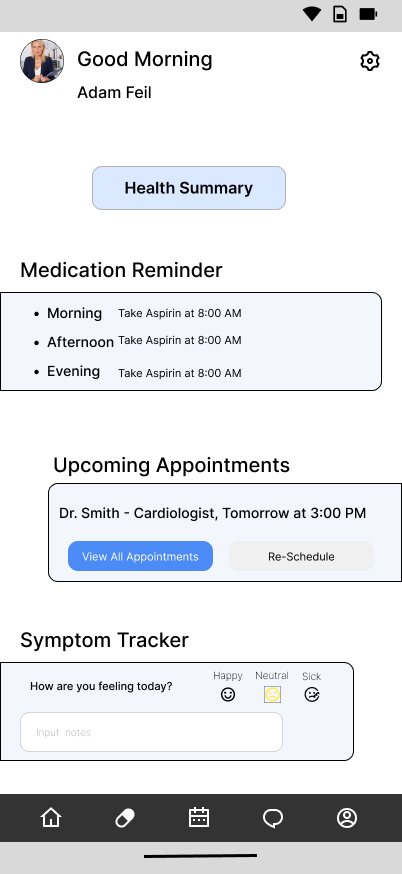 Good Morning
Adam Feil
Health Summary
Medication Reminder
• Morning Take Aspirin at 8:00 AM
• Afternoon Take Aspirin at 8:00 AM
• Evening Take Aspirin at 8:00 AM
Upcoming Appointments
Dr. Smith - Cardiologist, Tomorrow at 3:00 PM
View All Appointments Re-Schedule
Symptom Tracker
Happy Neutral Sick
How are you feeling today?
Input notes